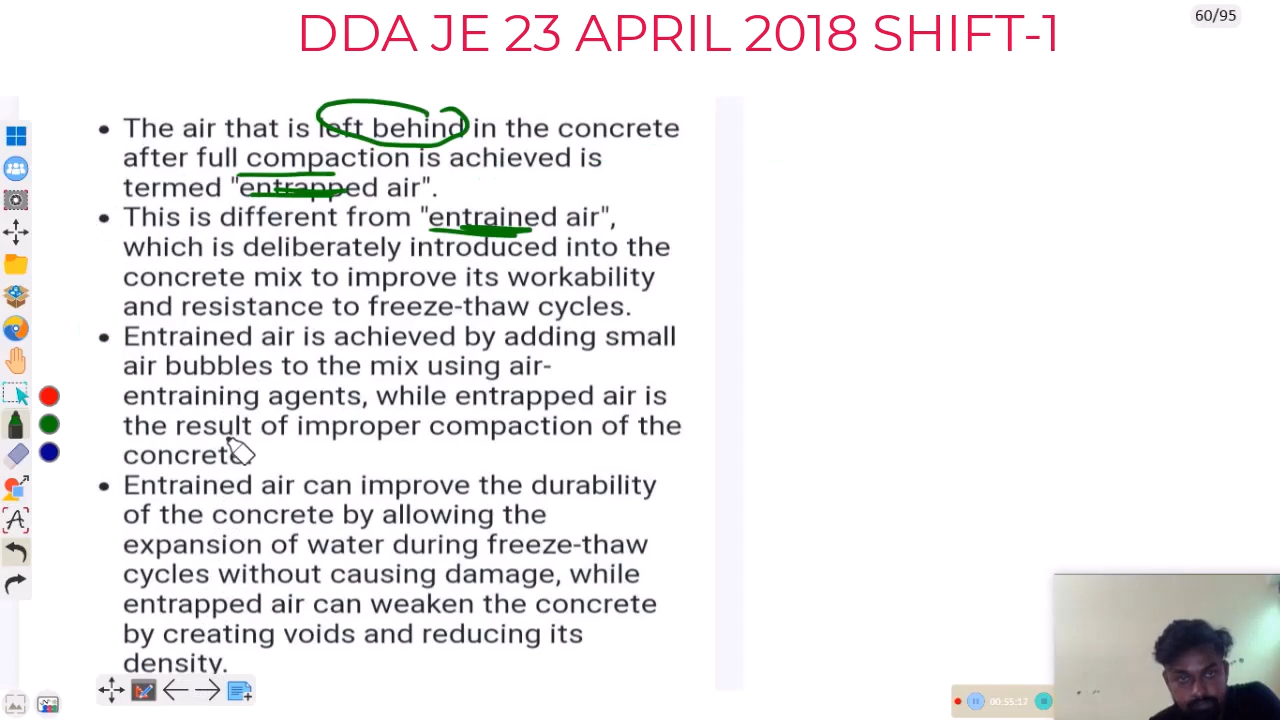 DDA JE 23 APRIL 2018 SHIFT-1
60/95
• The air that is left behind in the concrete
after full compaction is achieved is
termed "entrapped air".
• This is different from "entrained air",
which is deliberately introduced into the
concrete mix to improve its workability
and resistance to freeze-thaw cycles.
• Entrained air is achieved by adding small
air bubbles to the mix using air-
entraining agents, while entrapped air is
the result of improper compaction of the
concrete.
• Entrained air can improve the durability
of the concrete by allowing the
expansion of water during freeze-thaw
cycles without causing damage, while
entrapped air can weaken the concrete
by creating voids and reducing its
density.
00:55:17